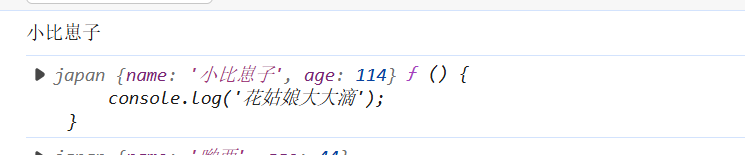 小比崽子
japan {name: '小比崽子', age: 114} ƒ () {
console.log('花姑娘大大滴');
}